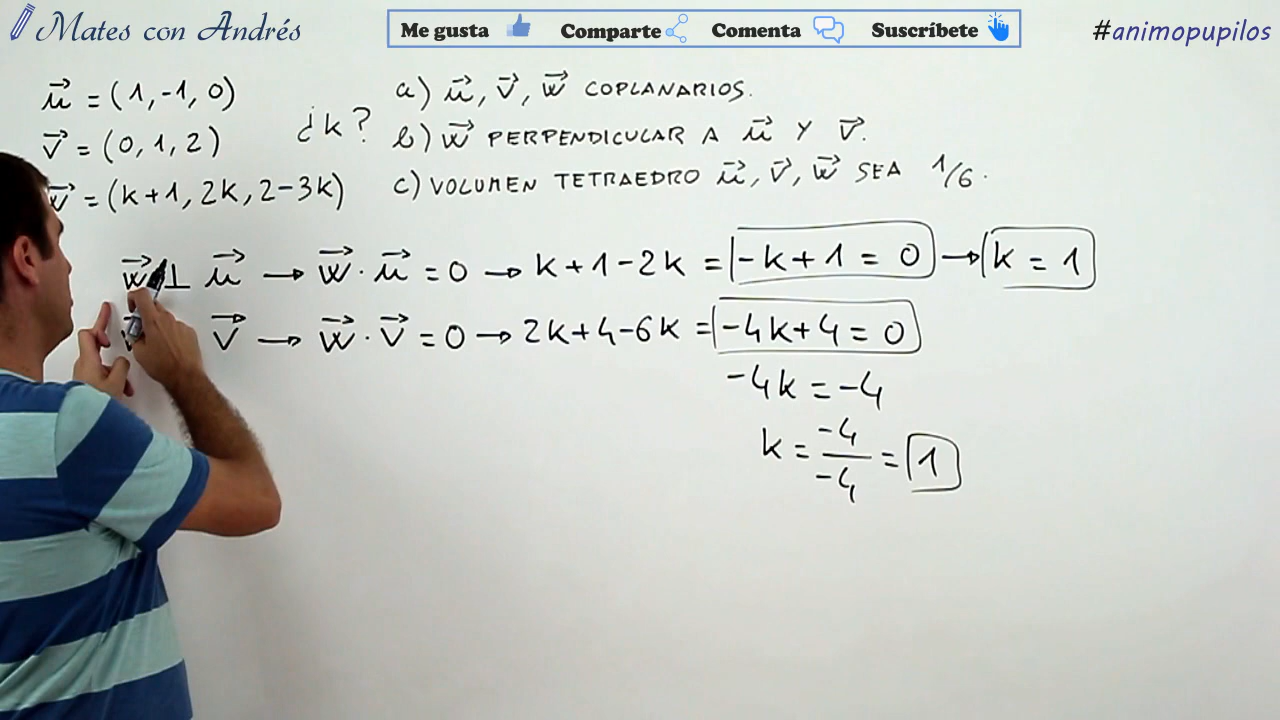 Mates con Andrés
Me gusta Comparte Comenta Suscríbete
#animopupilos
u⃗ = (1, -1, 0)
v⃗ = (0, 1, 2)
w⃗ = (k+1, 2k, 2-3k)
¿k?
a) u⃗, v⃗, w⃗ COPLANARIOS.
b) w⃗ PERPENDICULAR A u⃗ Y v⃗.
c) VOLUMEN TETRAEDRO u⃗, v⃗, w⃗ SEA 1/6.
w⃗ ⊥ u⃗ → w⃗ · u⃗ = 0 → k+1-2k = -k+1 = 0 → k = 1
v⃗ → w⃗ · v⃗ = 0 → 2k+4-6k = -4k+4 = 0
-4k = -4
k = -4/-4 = 1